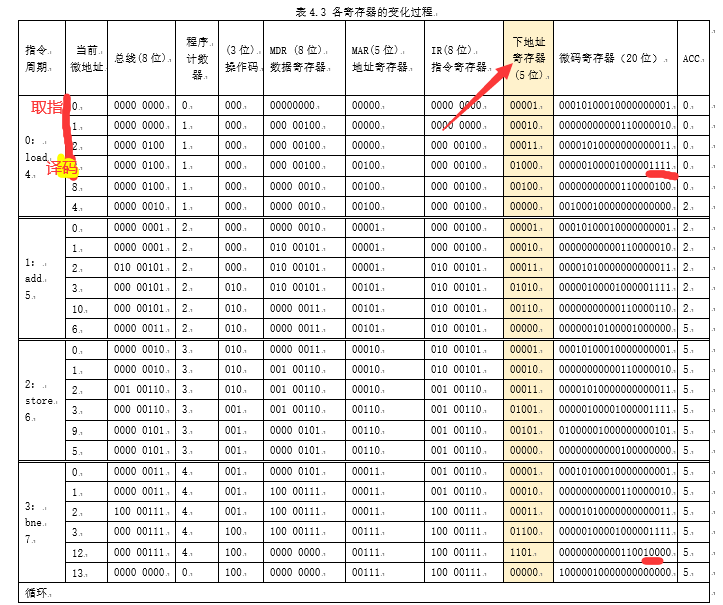 表 4.3 各寄存器的变化过程
指令周期 当前微地址 总线(8位) 程序计数器 (3位)操作码 MDR (8位)数据寄存器 MAR(5位)地址寄存器 IR(8位)指令寄存器 下地址寄存器(5位) 微码寄存器 (20位) ACC
取指
译码
0: load 4
0 0000 0000 0 000 00000000 00000 0000 0000 00001 00010100010000000001 0
1 0000 0000 1 000 000 00100 00000 0000 0000 00010 00000000000110000010 0
2 0000 0100 1 000 000 00100 00000 000 00100 00011 00001010000000000011 0
0000 0100 1 000 000 00100 00100 000 00100 01000 00000100001000001111 0
8 0000 0100 1 000 0000 0010 00100 000 00100 00100 00000000000110000100 0
4 0000 0010 1 000 0000 0010 00100 000 00100 00000 00100010000000000000 2
1: add 5
0 0000 0001 2 000 0000 0010 00001 000 00100 00001 00010100010000000001 2
1 0000 0001 2 000 010 00101 00001 000 00100 00010 00000000000110000010 2
2 010 00101 2 000 010 00101 00001 010 00101 00011 00001010000000000011 2
3 000 00101 2 010 010 00101 00101 010 00101 01010 00000100001000001111 2
10 000 00101 2 010 0000 0011 00101 010 00101 00110 00000000000110000110 2
6 0000 0011 2 010 0000 0011 00101 010 00101 00000 00000010100001000000 5
2: store 6
0 0000 0010 3 010 0000 0011 00010 010 00101 00001 00010100010000000001 5
1 0000 0010 3 010 001 00110 00010 010 00101 00010 00000000000110000010 5
2 001 00110 3 010 001 00110 00010 001 00110 00011 00001010000000000011 5
3 000 00110 3 001 001 00110 00110 001 00110 01001 00000100001000001111 5
9 0000 0101 3 001 0000 0101 00110 001 00110 00101 01000001000000000101 5
5 0000 0101 3 001 0000 0101 00110 001 00110 00000 00000000000100000000 5
3: bne 7
0 0000 0011 4 001 0000 0101 00011 001 00110 00001 00010100010000000001 5
1 0000 0011 4 001 100 00111 00011 001 00110 00010 00000000000110000010 5
2 100 00111 4 001 100 00111 00011 100 00111 00011 00001010000000000011 5
3 000 00111 4 100 100 00111 00111 100 00111 01100 00000100001000001111 5
12 000 00111 4 100 0000 0000 00111 100 00111 1101 00000000000110010000 5
13 0000 0000 0 100 0000 0000 00111 100 00111 00000 10000010000000000000 5
循环